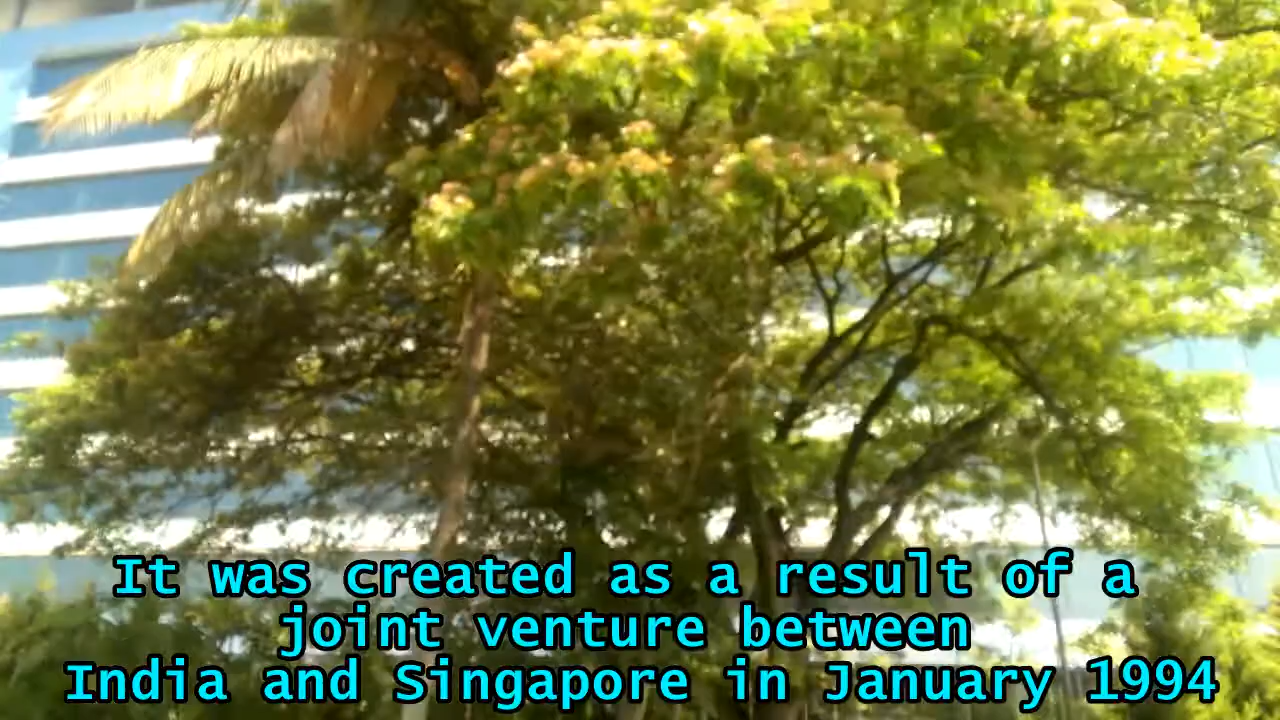 It was created as a result of a
joint venture between
India and Singapore in January 1994